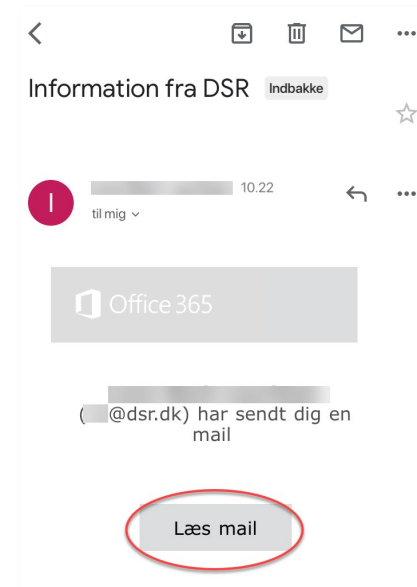 Information fra DSR Indbakke
I
10.22
til mig
Office 365
( @dsr.dk) har sendt dig en
mail
Læs mail